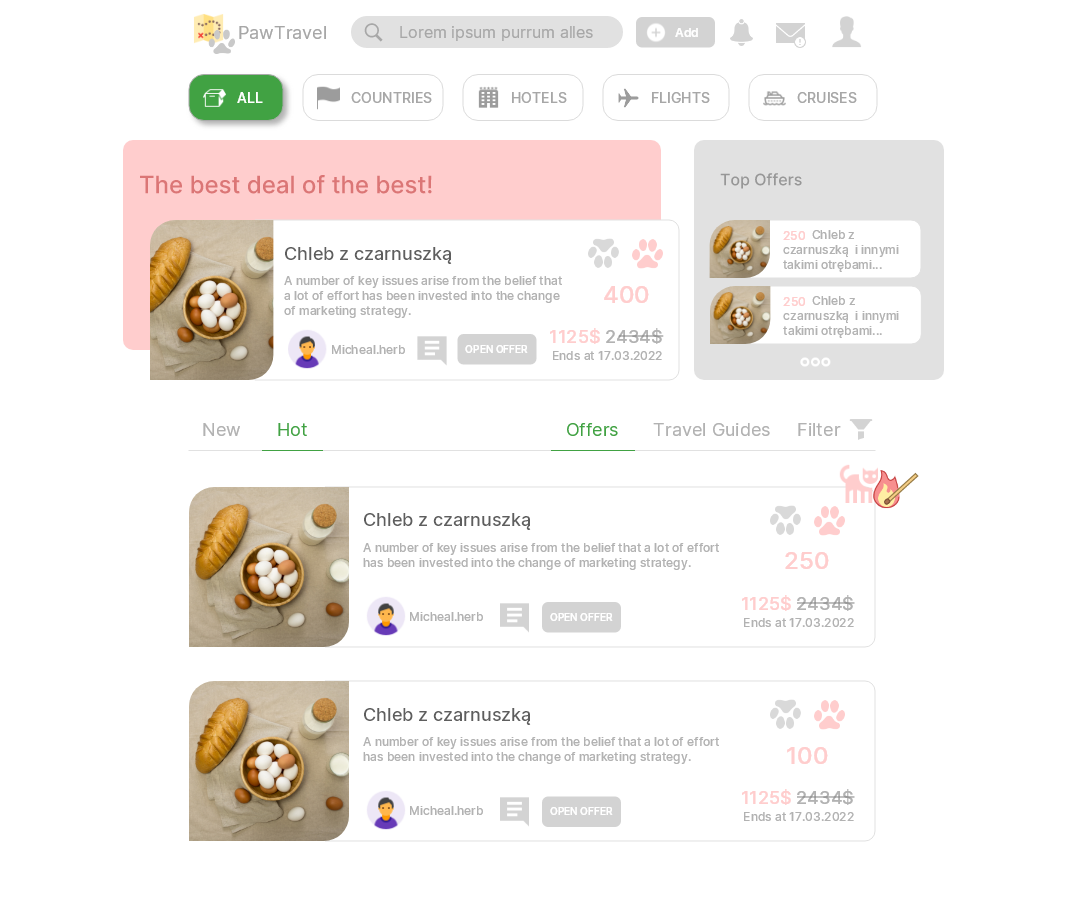 PawTravel
Lorem ipsum purrum alles
Add
ALL
COUNTRIES
HOTELS
FLIGHTS
CRUISES
The best deal of the best!
Chleb z czarnuszką
A number of key issues arise from the belief that
a lot of effort has been invested into the change
of marketing strategy.
400
Micheal.herb
OPEN OFFER
1125$ 2434$
Ends at 17.03.2022
Top Offers
250 Chleb z
czarnuszką i innymi
takimi otrębami...
250 Chleb z
czarnuszką i innymi
takimi otrębami...
New
Hot
Offers
Travel Guides
Filter
Chleb z czarnuszką
A number of key issues arise from the belief that a lot of effort
has been invested into the change of marketing strategy.
250
Micheal.herb
OPEN OFFER
1125$ 2434$
Ends at 17.03.2022
Chleb z czarnuszką
A number of key issues arise from the belief that a lot of effort
has been invested into the change of marketing strategy.
100
Micheal.herb
OPEN OFFER
1125$ 2434$
Ends at 17.03.2022